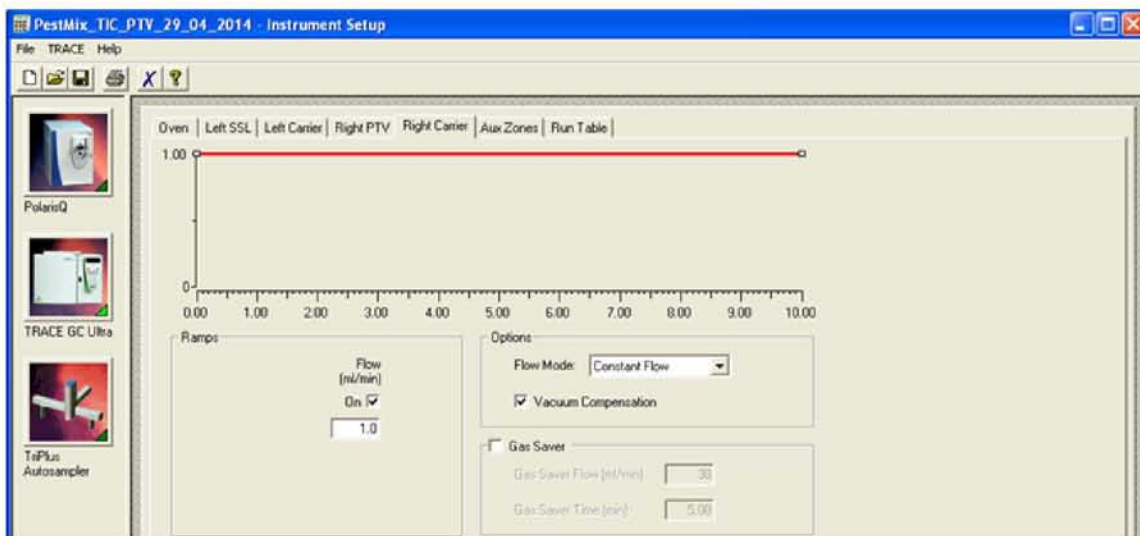 PestMix_TIC_PTV_29_04_2014 - Instrument Setup
File TRACE Help
Oven Left SSL Left Carrier Right PTV Right Carrier Aux Zones Run Table
1.00
0
0.00 1.00 2.00 3.00 4.00 5.00 6.00 7.00 8.00 9.00 10.00
PolarisQ
TRACE GC Ultra
TriPlus
Autosampler
Ramps
Flow
(ml/min)
On
1.0
Options
Flow Mode: Constant Flow
Vacuum Compensation
Gas Saver
Gas Saver Flow (ml/min) 30
Gas Saver Time (min) 5.00